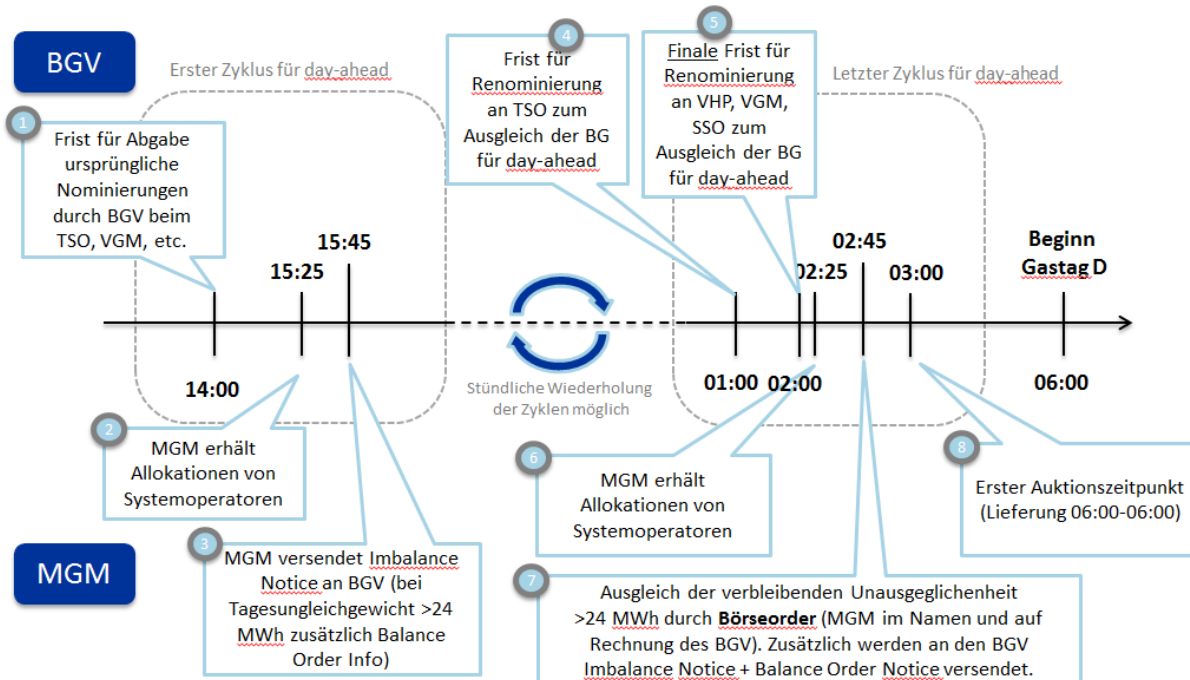 BGV
Erster Zyklus für day-ahead
1
Frist für Abgabe
ursprüngliche
Nominierungen
durch BGV beim
TSO, VGM, etc.
4
Frist für
Renominierung
an TSO zum
Ausgleich der BG
für day-ahead
5
Finale Frist für
Renominierung
an VHP, VGM,
SSO zum
Ausgleich der BG
für day-ahead
Letzter Zyklus für day-ahead
15:45
15:25
02:45
02:25
03:00
Beginn
Gastag D
14:00
Stündliche Wiederholung
der Zyklen möglich
01:00
02:00
06:00
2
MGM erhält
Allokationen von
Systemoperatoren
6
MGM erhält
Allokationen von
Systemoperatoren
8
Erster Auktionszeitpunkt
(Lieferung 06:00-06:00)
MGM
3
MGM versendet Imbalance
Notice an BGV (bei
Tagesungleichgewicht >24
MWh zusätzlich Balance
Order Info)
7
Ausgleich der verbleibenden Unausgeglichenheit
>24 MWh durch Börseorder (MGM im Namen und auf
Rechnung des BGV). Zusätzlich werden an den BGV
Imbalance Notice + Balance Order Notice versendet.